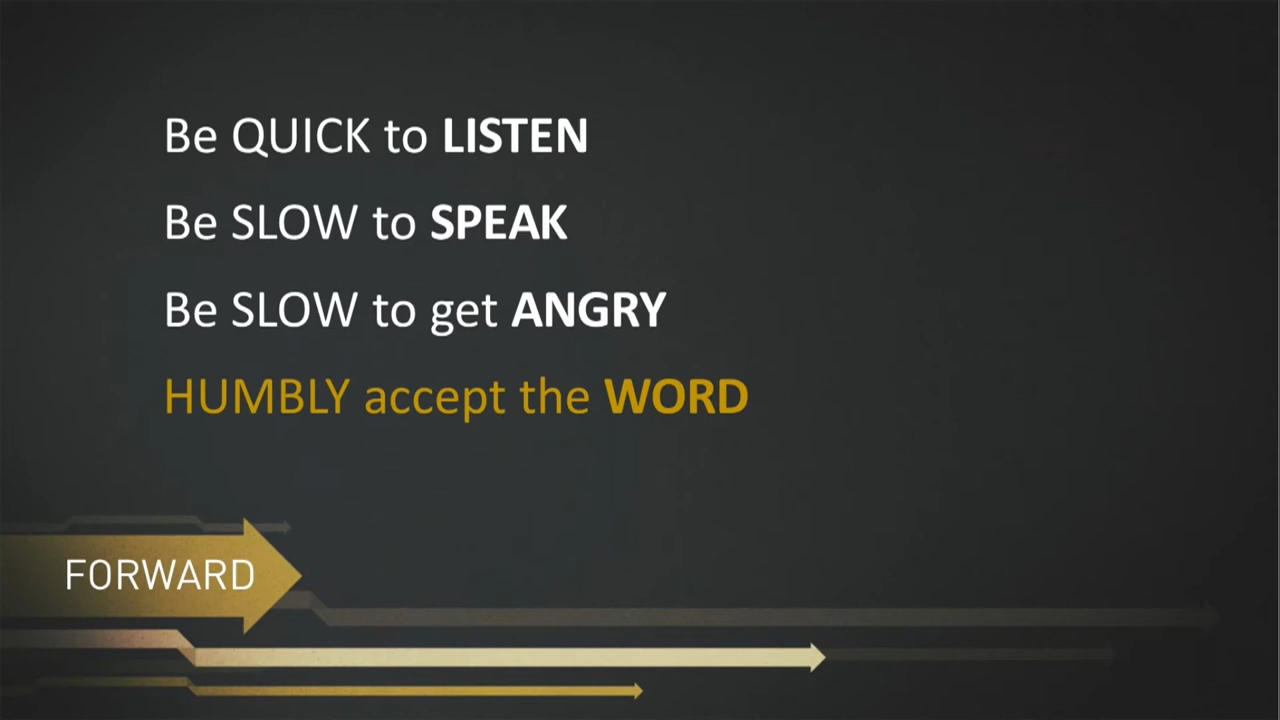 Be QUICK to LISTEN
Be SLOW to SPEAK
Be SLOW to get ANGRY
HUMBLY accept the WORD
FORWARD